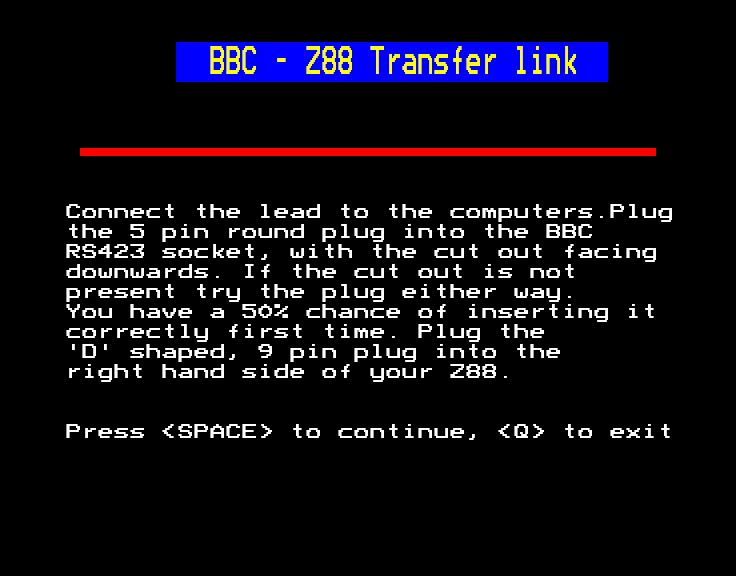 BBC - Z88 Transfer link
Connect the lead to the computers.Plug
the 5 pin round plug into the BBC
RS423 socket, with the cut out facing
downwards. If the cut out is not
present try the plug either way.
You have a 50% chance of inserting it
correctly first time. Plug the
'D' shaped, 9 pin plug into the
right hand side of your Z88.
Press <SPACE> to continue, <Q> to exit